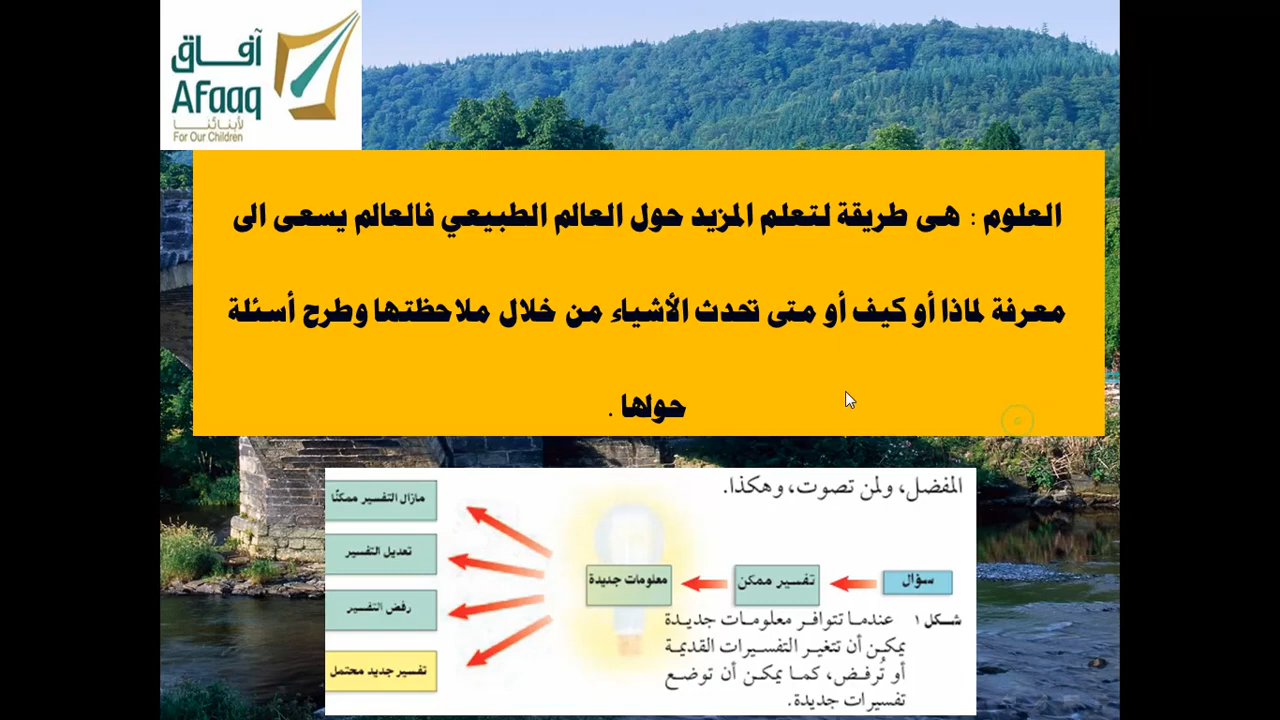 آفــاق
Afaaq
لأبنائنا
For Our Children
العلوم : هى طريقة لتعلم المزيد حول العالم الطبيعي فالعالم يسعى الى
معرفة لماذا أو كيف أو متى تحدث الأشياء من خلال ملاحظتها وطرح أسئلة
حولها .
المفضل، ولمن تصوت، وهكذا.
سؤال
تفسير ممكن
معلومات جديدة
مازال التفسير ممكنًا
تعديل التفسير
رفض التفسير
تفسير جديد محتمل
شكل ١ عندما تتوافر معلومات جديدة
يمكن أن تتغير التفسيرات القديمة
أو تُرفض، كما يمكن أن توضع
تفسيرات جديدة.